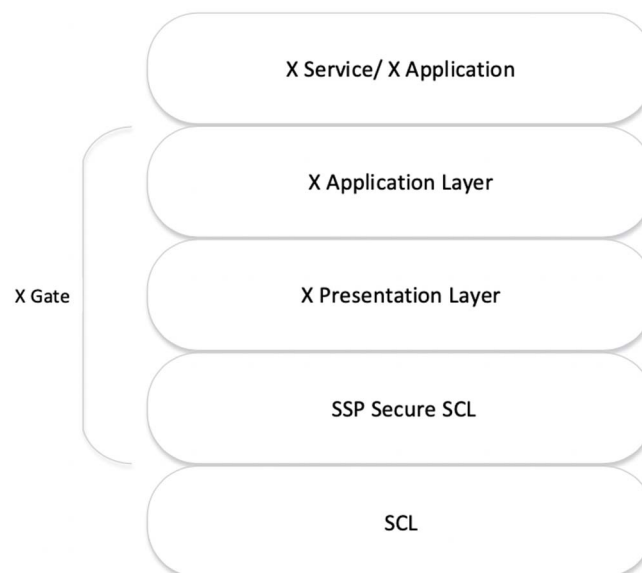 X Service/ X Application
X Application Layer
X Gate
X Presentation Layer
SSP Secure SCL
SCL